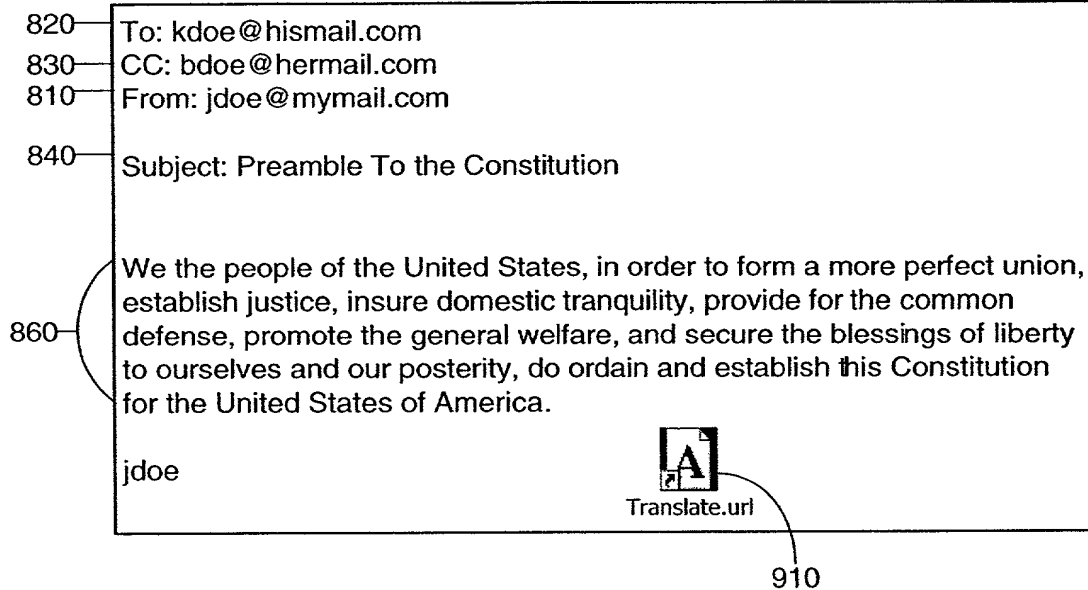 820 To: kdoe@hismail.com
830 CC: bdoe@hermail.com
810 From: jdoe@mymail.com
840 Subject: Preamble To the Constitution
We the people of the United States, in order to form a more perfect union,
establish justice, insure domestic tranquility, provide for the common
860 defense, promote the general welfare, and secure the blessings of liberty
to ourselves and our posterity, do ordain and establish this Constitution
for the United States of America.
jdoe
A
Translate.url
910